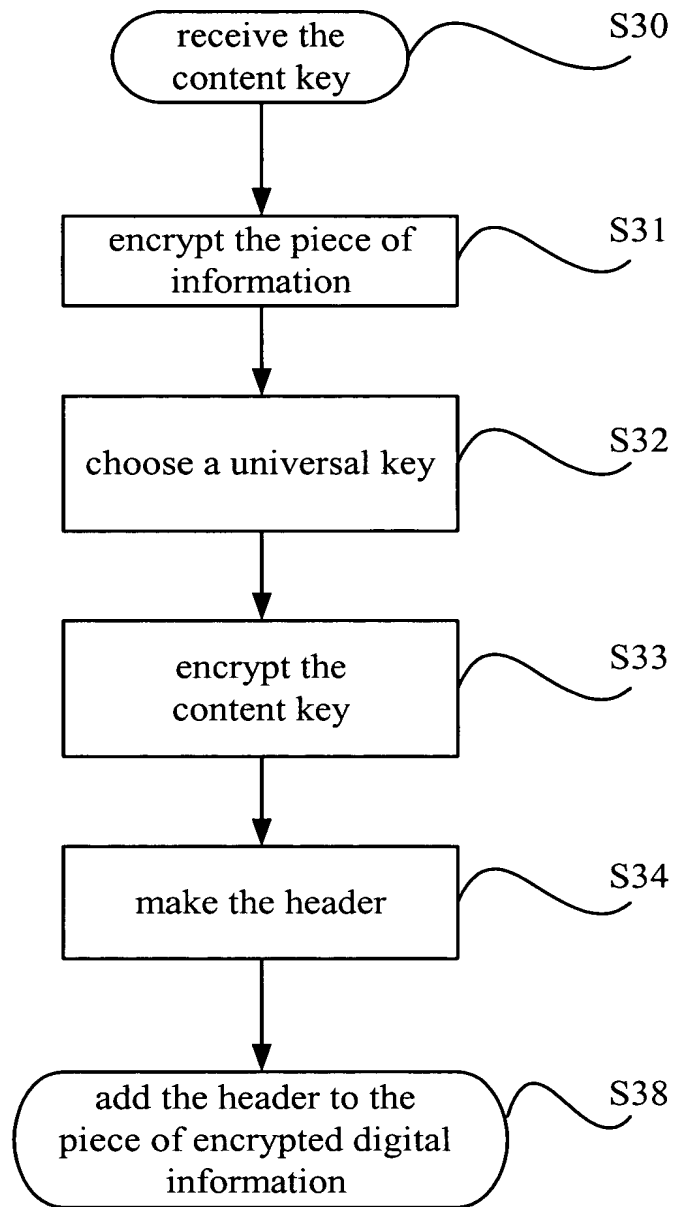 receive the
content key
S30
encrypt the piece of
information
S31
choose a universal key
S32
encrypt the
content key
S33
make the header
S34
add the header to the
piece of encrypted digital
information
S38